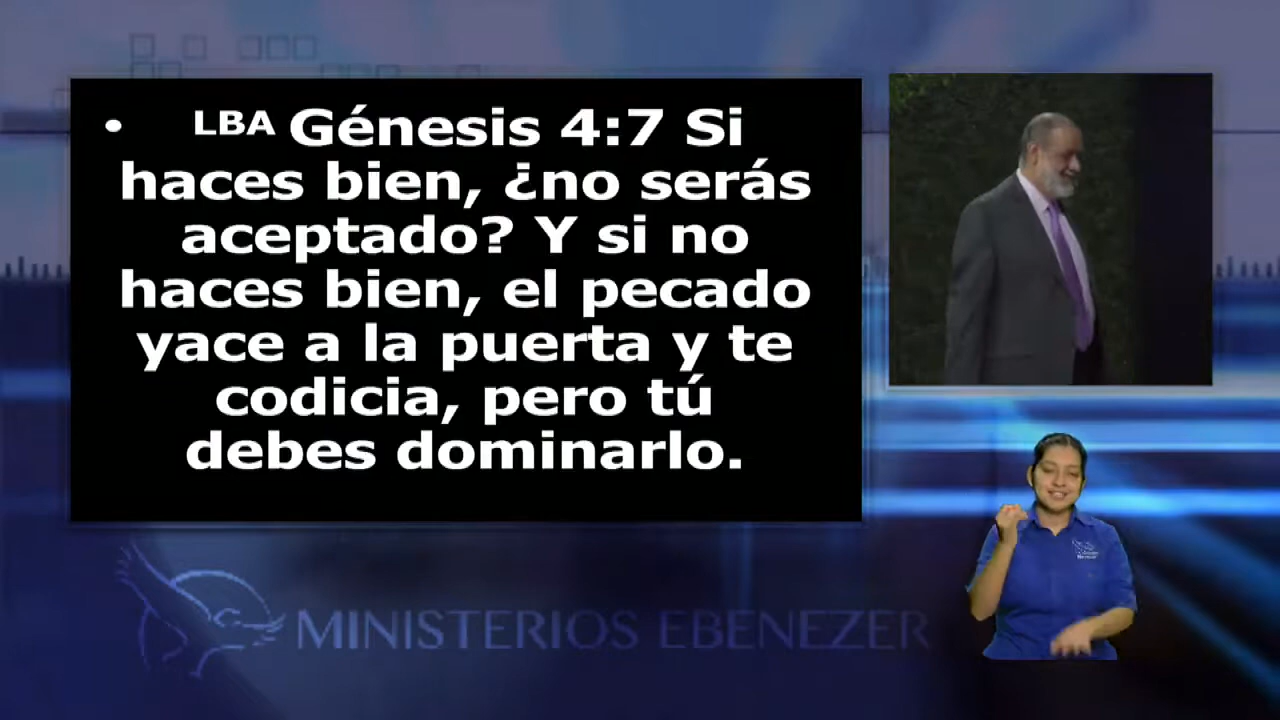 • LBA Génesis 4:7 Si
haces bien, ¿no serás
aceptado? Y si no
haces bien, el pecado
yace a la puerta y te
codicia, pero tú
debes dominarlo.
MINISTERIOS EBENEZER